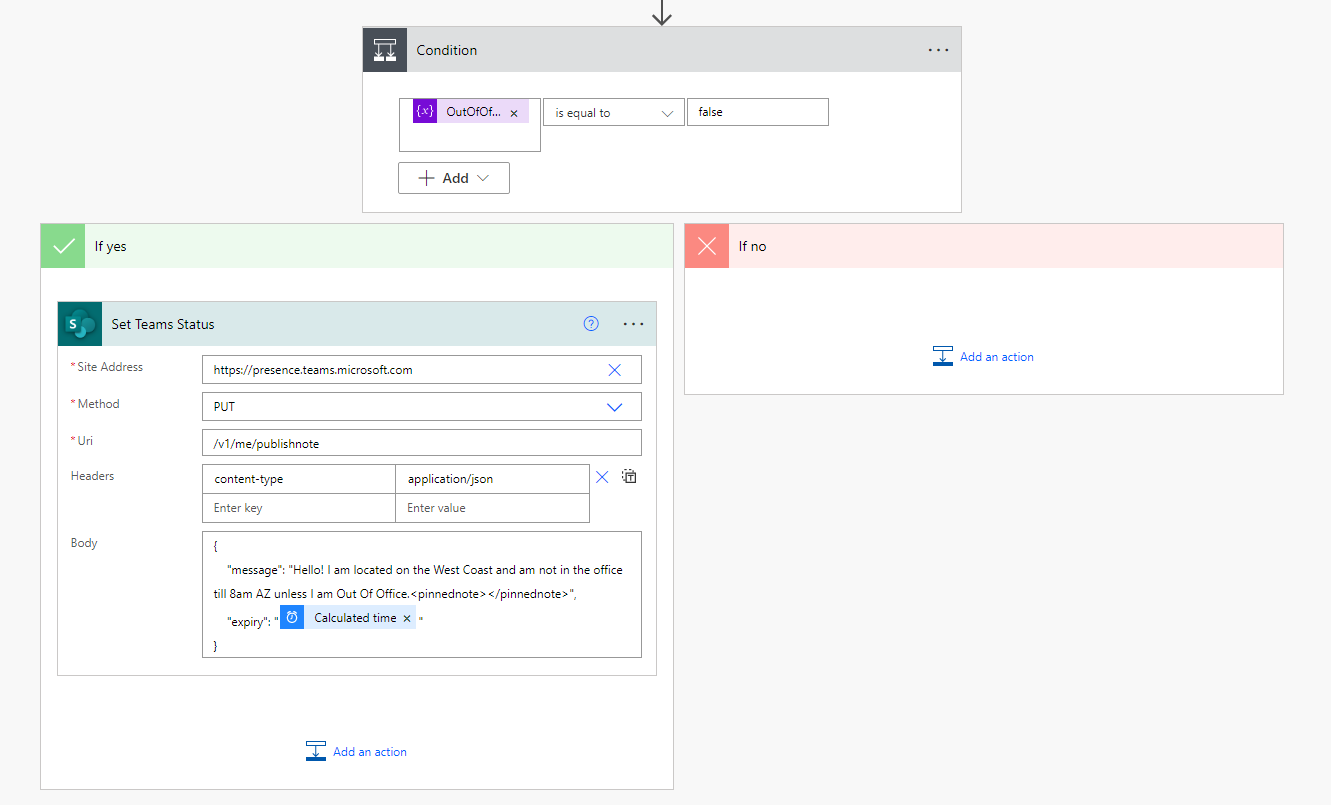 Condition
{x} OutOfOf... × is equal to false
Add
If yes
If no
S Set Teams Status ?
* Site Address https://presence.teams.microsoft.com
* Method PUT
* Uri /v1/me/publishnote
Headers content-type application/json
Enter key Enter value
Body {
"message": "Hello! I am located on the West Coast and am not in the office
till 8am AZ unless I am Out Of Office.<pinnednote></pinnednote>",
"expiry": " Calculated time × "
}
Add an action
Add an action